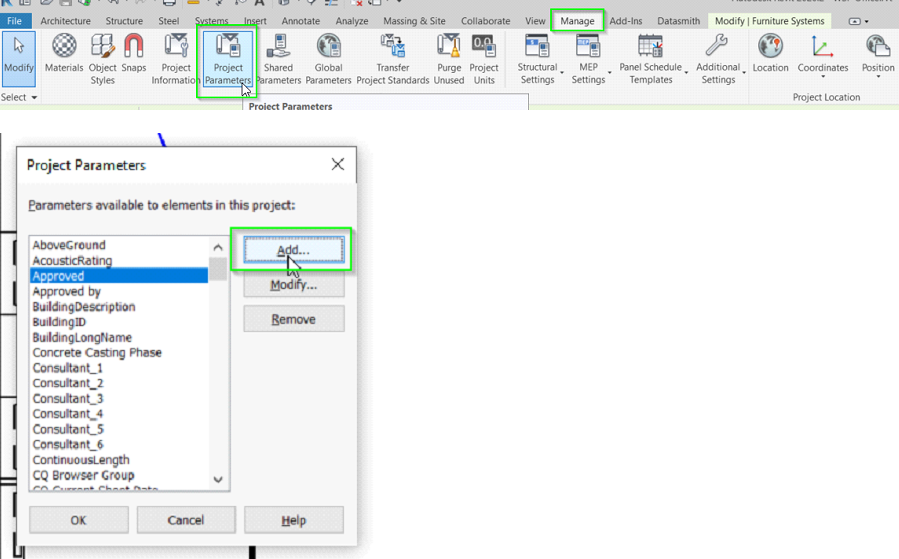 File Architecture Structure Steel Systems Insert Annotate Analyze Massing & Site Collaborate View Manage Add-Ins Datasmith Modify | Furniture Systems
Modify Materials Object Styles Snaps Project Information Project Parameters Shared Parameters Global Parameters Transfer Project Standards Purge Unused Project Units Structural Settings MEP Settings Panel Schedule Templates Additional Settings Location Coordinates Position
Select Project Location
Project Parameters
Project Parameters
Parameters available to elements in this project:
AboveGround
AcousticRating
Approved
Approved by
BuildingDescription
BuildingID
BuildingLongName
Concrete Casting Phase
Consultant_1
Consultant_2
Consultant_3
Consultant_4
Consultant_5
Consultant_6
ContinuousLength
CQ Browser Group
Add...
Modify...
Remove
OK Cancel Help